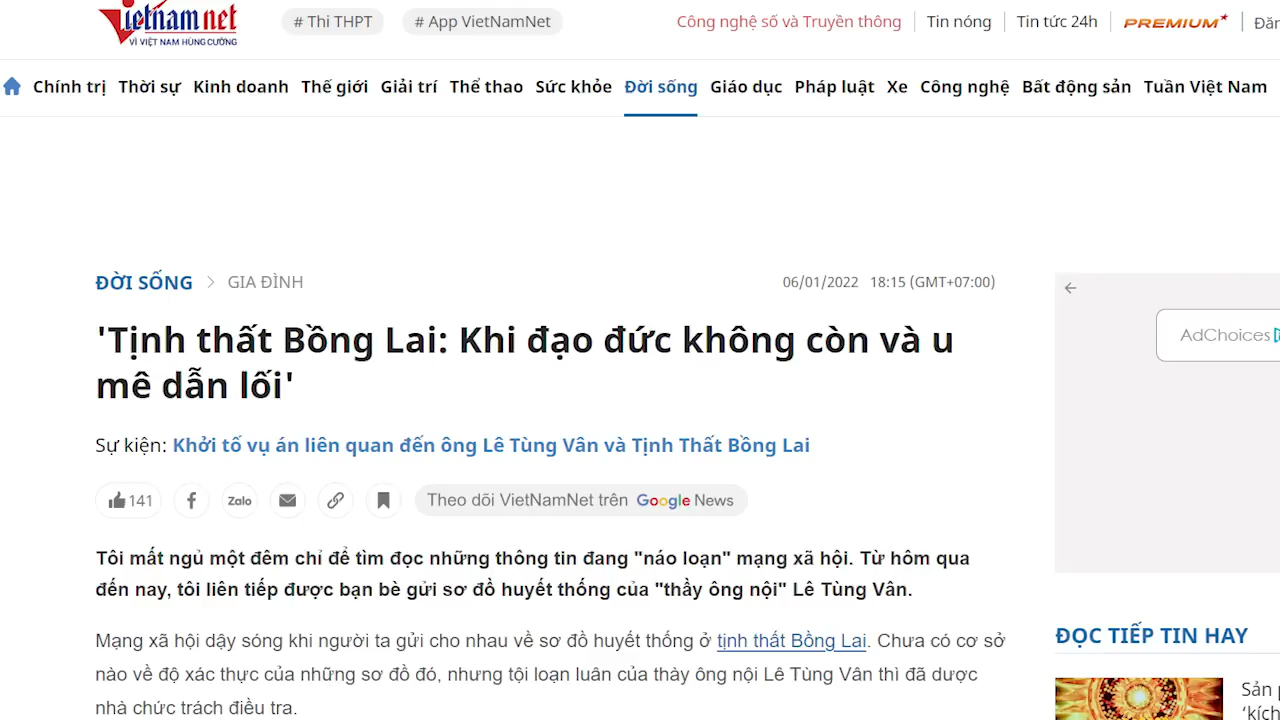 Vietnam net
VÌ VIỆT NAM HÙNG CƯỜNG
# Thi THPT
# App VietNamNet
Công nghệ số và Truyền thông
Tin nóng
Tin tức 24h
PREMIUM
Chính trị Thời sự Kinh doanh Thế giới Giải trí Thể thao Sức khỏe Đời sống Giáo dục Pháp luật Xe Công nghệ Bất động sản Tuần Việt Nam
ĐỜI SỐNG > GIA ĐÌNH
06/01/2022 18:15 (GMT+07:00)
'Tịnh thất Bồng Lai: Khi đạo đức không còn và u
mê dẫn lối'
Sự kiện: Khởi tố vụ án liên quan đến ông Lê Tùng Vân và Tịnh Thất Bồng Lai
141
Zalo
Theo dõi VietNamNet trên Google News
Tôi mất ngủ một đêm chỉ để tìm đọc những thông tin đang "náo loạn" mạng xã hội. Từ hôm qua
đến nay, tôi liên tiếp được bạn bè gửi sơ đồ huyết thống của "thầy ông nội" Lê Tùng Vân.
Mạng xã hội dậy sóng khi người ta gửi cho nhau về sơ đồ huyết thống ở tịnh thất Bồng Lai. Chưa có cơ sở
nào về độ xác thực của những sơ đồ đó, nhưng tội loạn luân của thày ông nội Lê Tùng Vân thì đã dược
nhà chức trách điều tra.
AdChoices
ĐỌC TIẾP TIN HAY
Sản
'kích